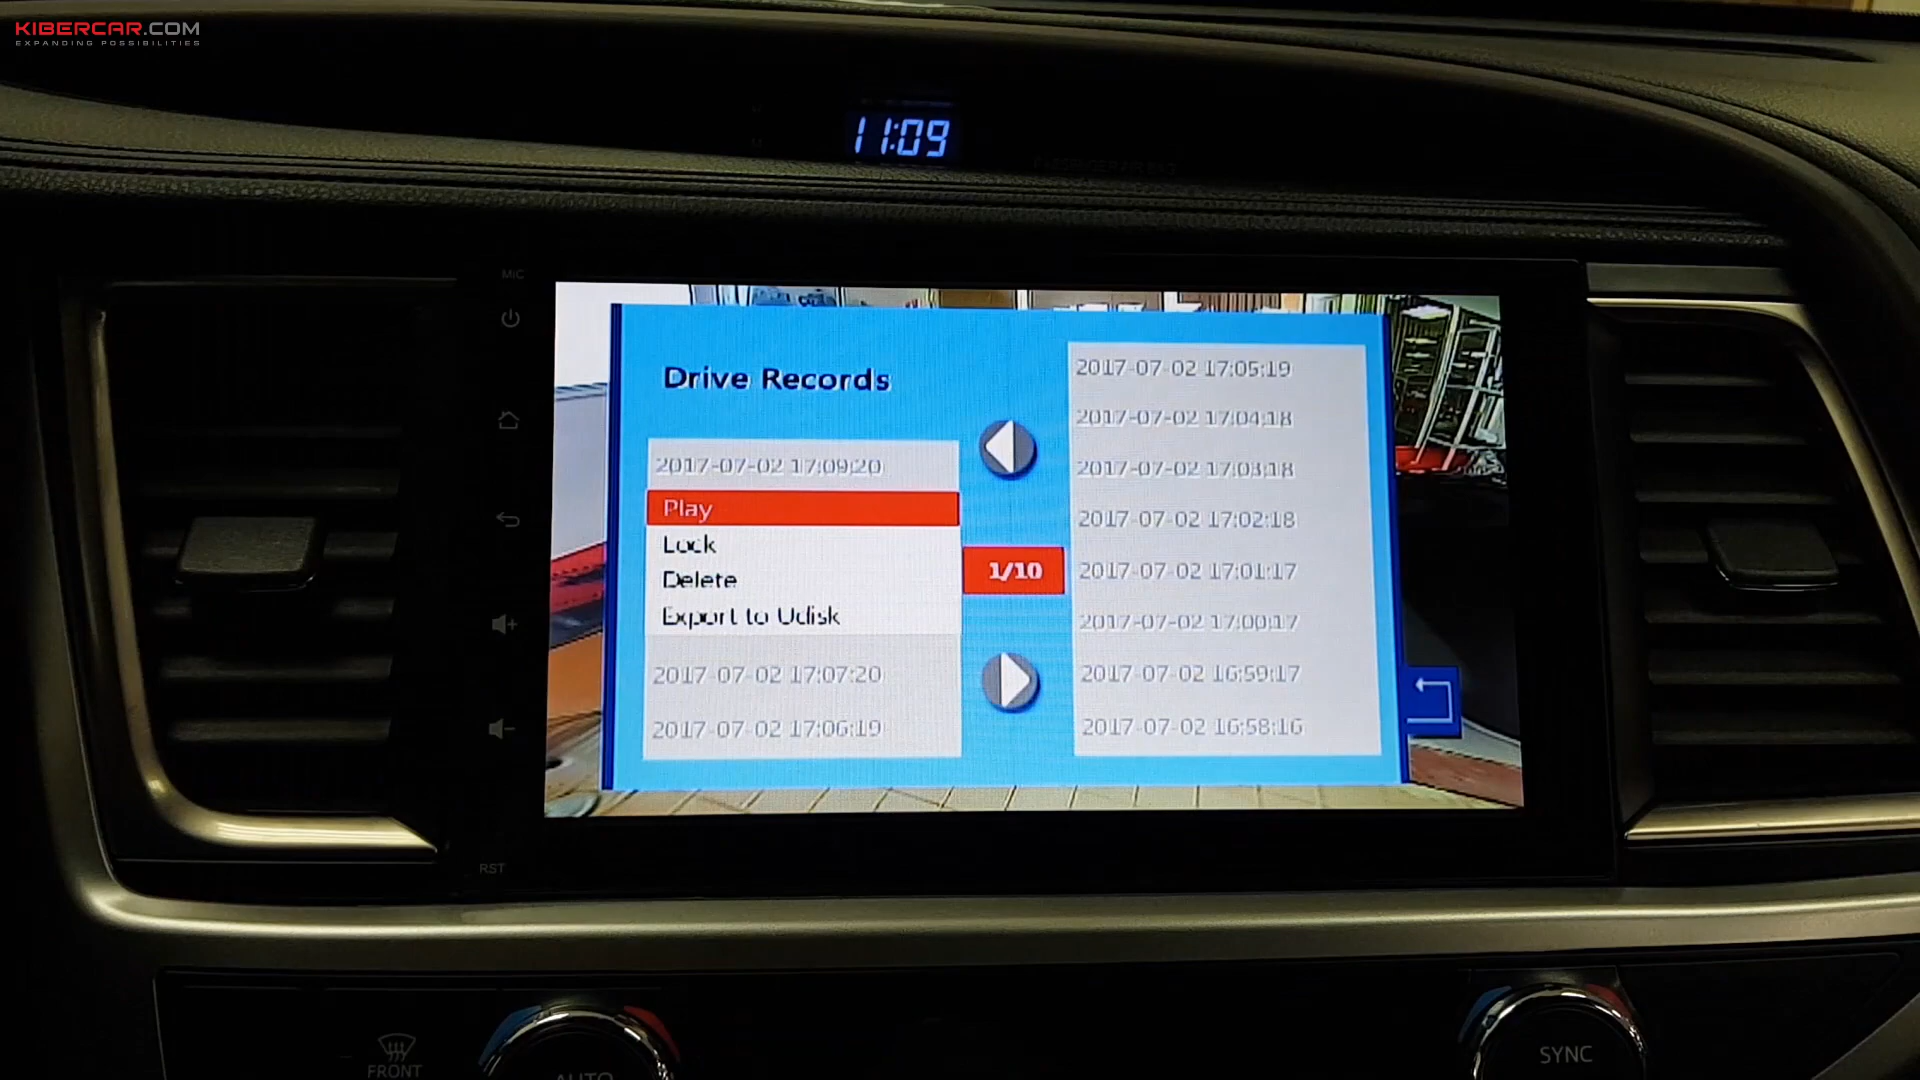 KIBERCAR.COM
EXPANDING POSSIBILITIES
11:09
MIC
Drive Records
2017-07-02 17:09:20
Play
Lock
Delete
Export to Udisk
2017-07-02 17:07:20
2017-07-02 17:06:19
1/10
2017-07-02 17:05:19
2017-07-02 17:04:18
2017-07-02 17:03:18
2017-07-02 17:02:18
2017-07-02 17:01:17
2017-07-02 17:00:17
2017-07-02 16:59:17
2017-07-02 16:58:16
RST
FRONT
AUTO
SYNC